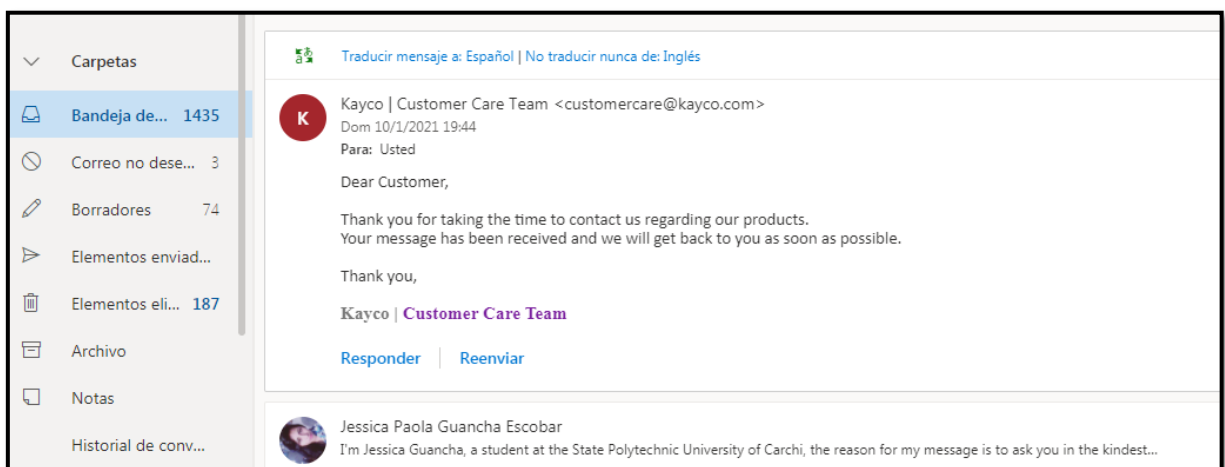 Carpetas
Bandeja de... 1435
Correo no dese... 3
Borradores 74
Elementos enviad...
Elementos eli... 187
Archivo
Notas
Historial de conv...
Traducir mensaje a: Español | No traducir nunca de: Inglés
K
Kayco | Customer Care Team <customercare@kayco.com>
Dom 10/1/2021 19:44
Para: Usted
Dear Customer,
Thank you for taking the time to contact us regarding our products.
Your message has been received and we will get back to you as soon as possible.
Thank you,
Kayco | Customer Care Team
Responder | Reenviar
Jessica Paola Guancha Escobar
I'm Jessica Guancha, a student at the State Polytechnic University of Carchi, the reason for my message is to ask you in the kindest...